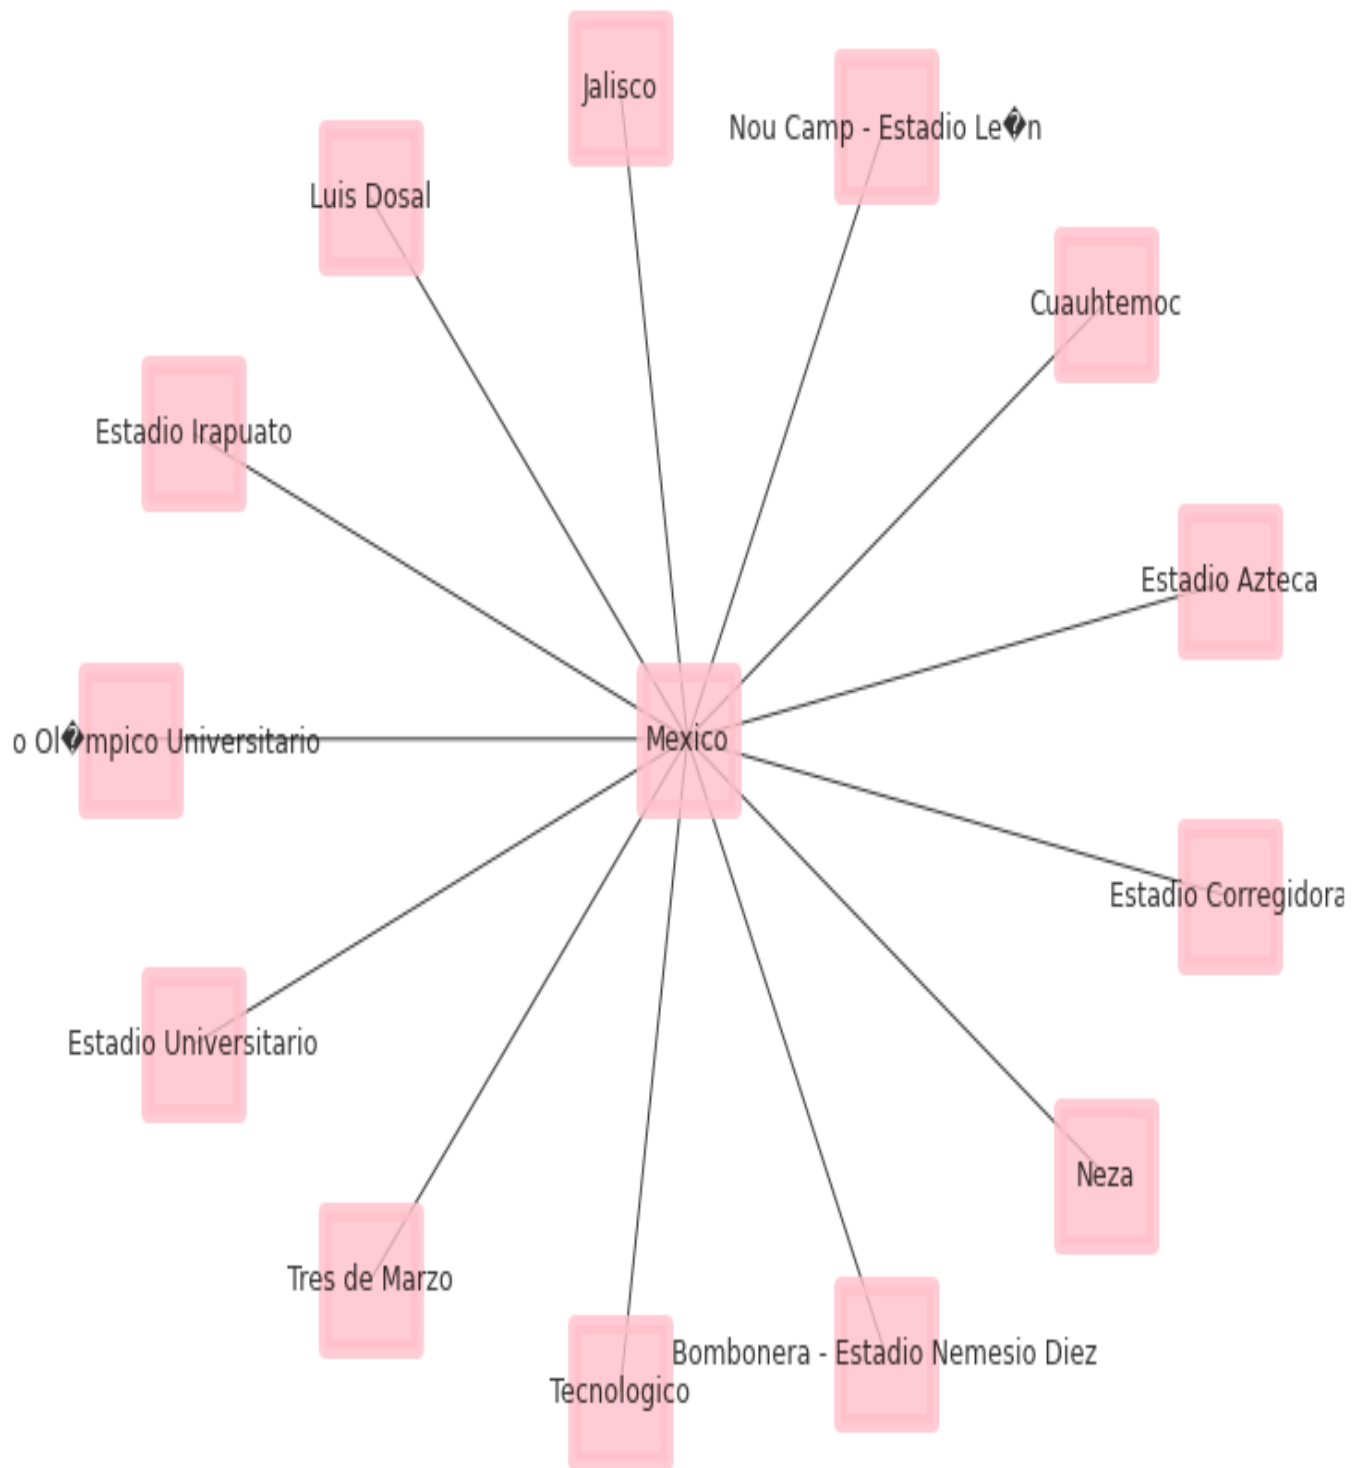 Jalisco
Nou Camp - Estadio Le�n
Luis Dosal
Cuauhtemoc
Estadio Irapuato
Estadio Azteca
o Ol�mpico Universitario
Mexico
Estadio Corregidora
Estadio Universitario
Neza
Tres de Marzo
Bombonera - Estadio Nemesio Diez
Tecnologico